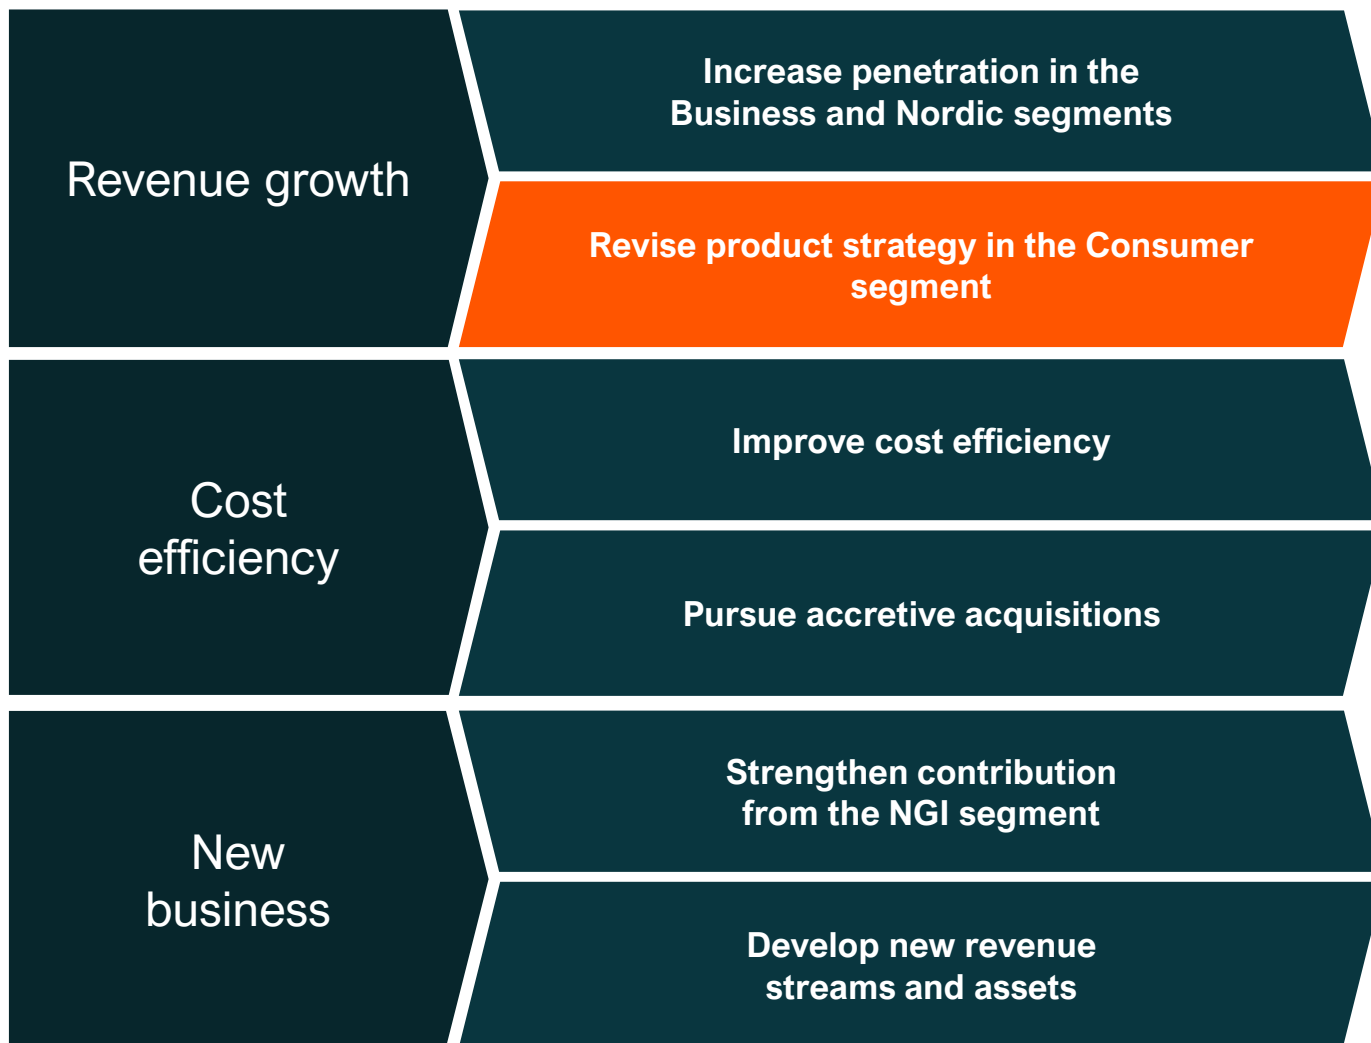 Revenue growth
Increase penetration in the
Business and Nordic segments
Revise product strategy in the Consumer
segment
Cost
efficiency
Improve cost efficiency
Pursue accretive acquisitions
New
business
Strengthen contribution
from the NGI segment
Develop new revenue
streams and assets